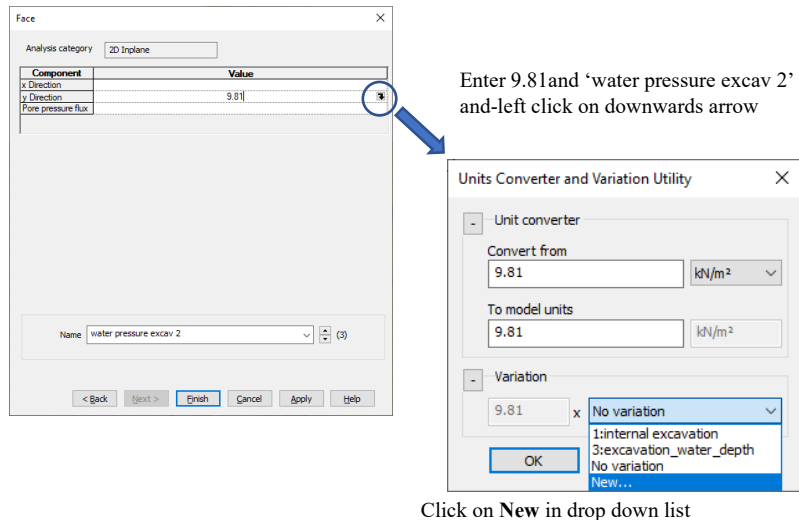 Face
Analysis category 2D Inplane
Component Value
x Direction
y Direction 9.81
Pore pressure flux
Name water pressure excav 2 (3)
< Back Next > Finish Cancel Apply Help
Enter 9.81and ‘water pressure excav 2’
and-left click on downwards arrow
Units Converter and Variation Utility
- Unit converter
Convert from
9.81 kN/m²
To model units
9.81 kN/m²
- Variation
9.81 x No variation
1:internal excavation
3:excavation_water_depth
No variation
OK New...
Click on New in drop down list